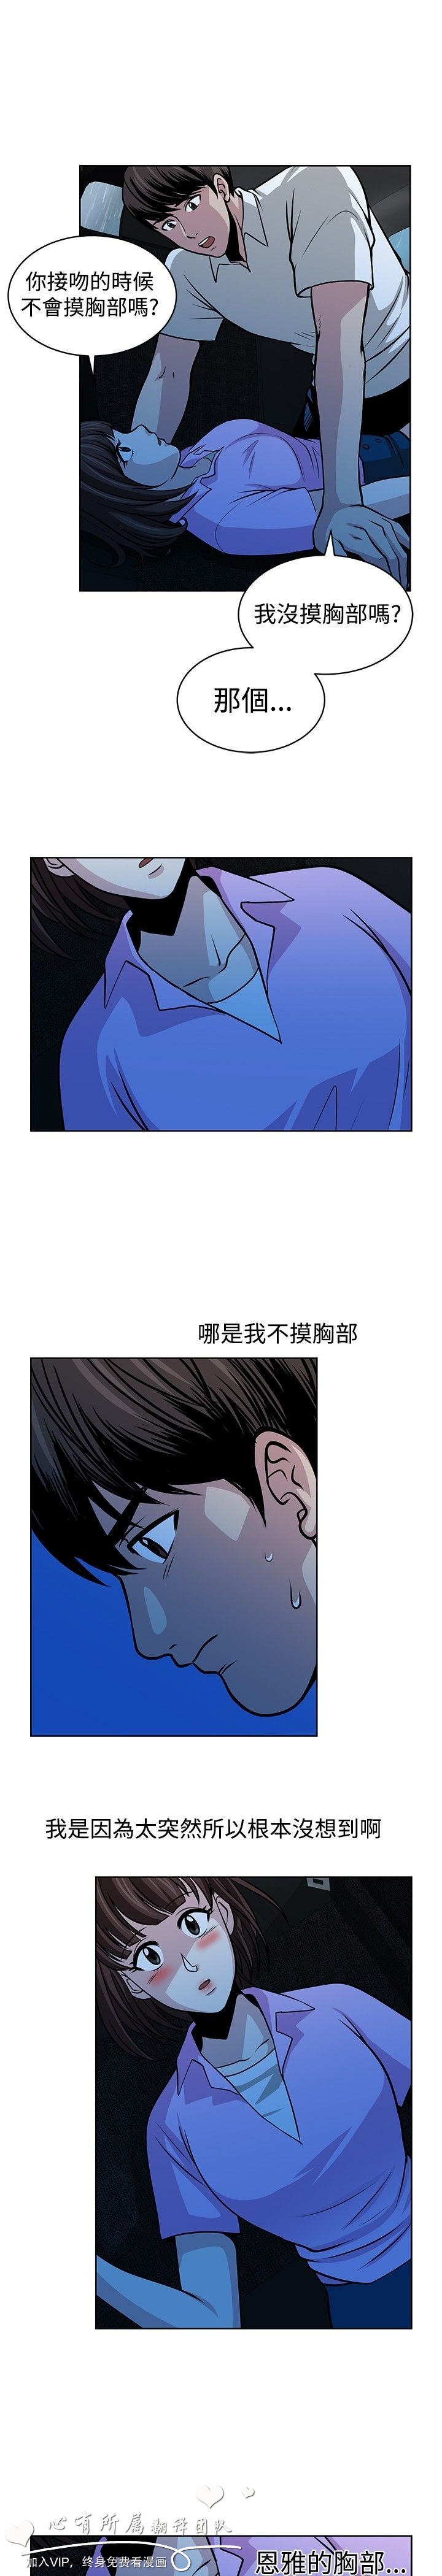 你接吻的時候
不會摸胸部嗎?
我沒摸胸部嗎?
那個...
哪是我不摸胸部
我是因為太突然所以根本沒想到啊
心有所属翻译团队
加入VIP，终身免费看漫画
恩雅的胸部...